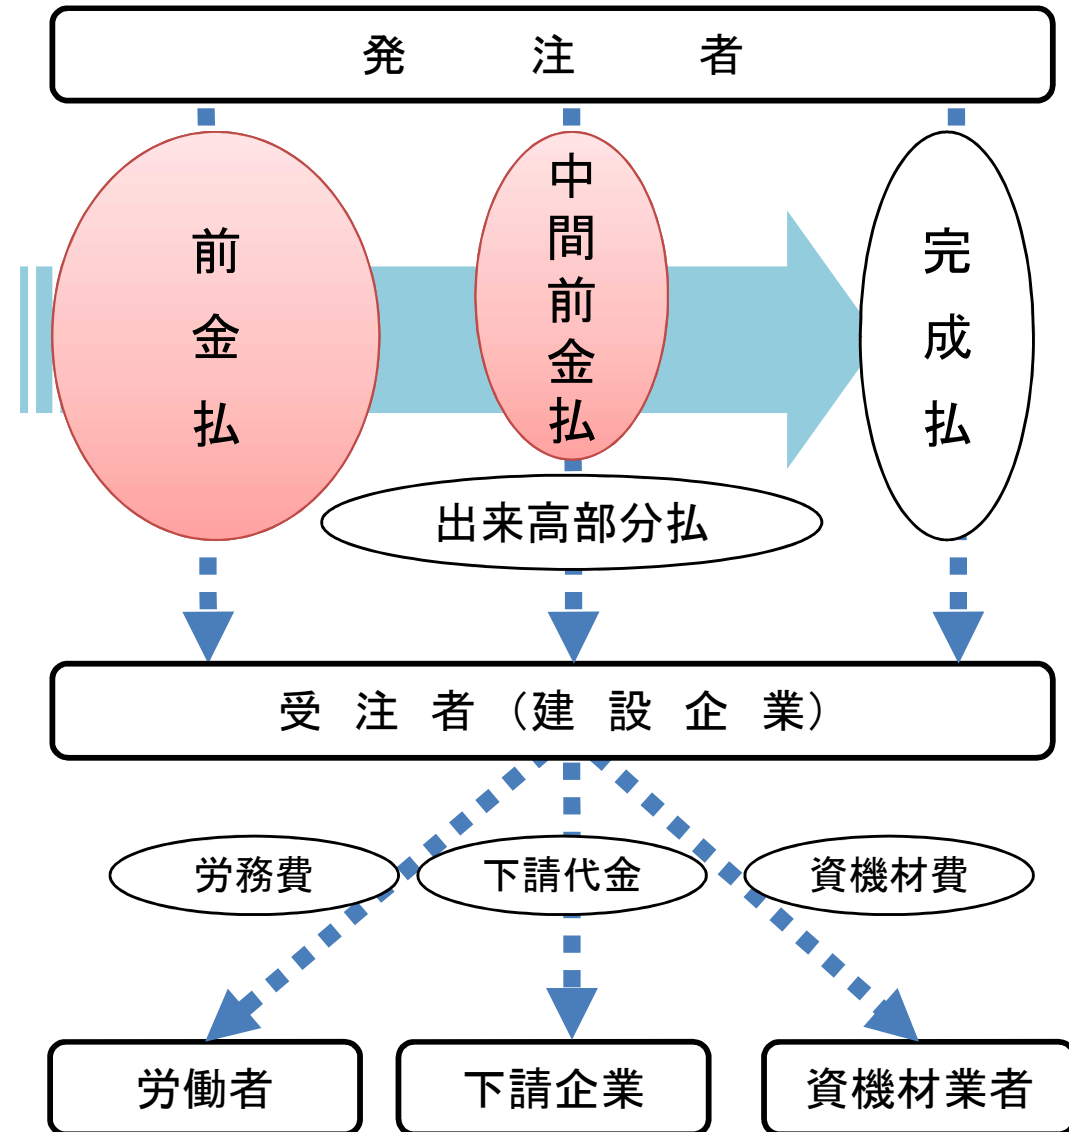 発注者
前金払
中間前金払
完成払
出来高部分払
受注者（建設企業）
労務費
下請代金
資機材費
労働者
下請企業
資機材業者